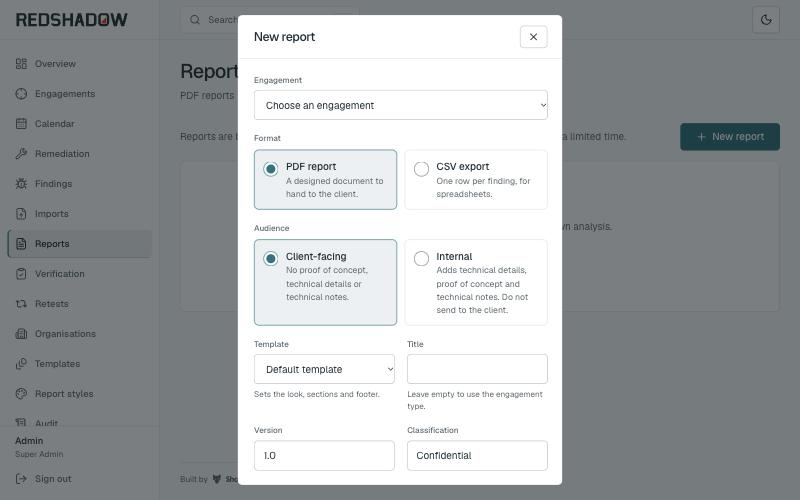 REDSHADOW
Search
New report
Overview
Engagements
Calendar
Remediation
Findings
Imports
Reports
Verification
Retests
Organisations
Templates
Report styles
Audit
Admin
Super Admin
Sign out
Report
PDF reports
Reports are
a limited time.
New report
wn analysis.
Built by
Engagement
Choose an engagement
Format
PDF report
A designed document to
hand to the client.
CSV export
One row per finding, for
spreadsheets.
Audience
Client-facing
No proof of concept,
technical details or
technical notes.
Internal
Adds technical details,
proof of concept and
technical notes. Do not
send to the client.
Template
Default template
Sets the look, sections and footer.
Title
Leave empty to use the engagement
type.
Version
1.0
Classification
Confidential